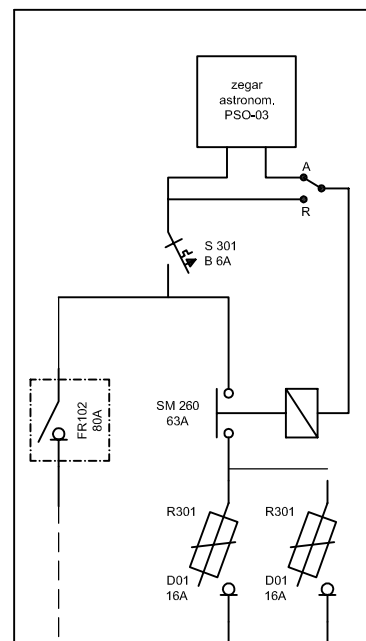 zegar
astronom.
PSO-03
A
R
S 301
B 6A
FR102
80A
SM 260
63A
R301
R301
D01
16A
D01
16A